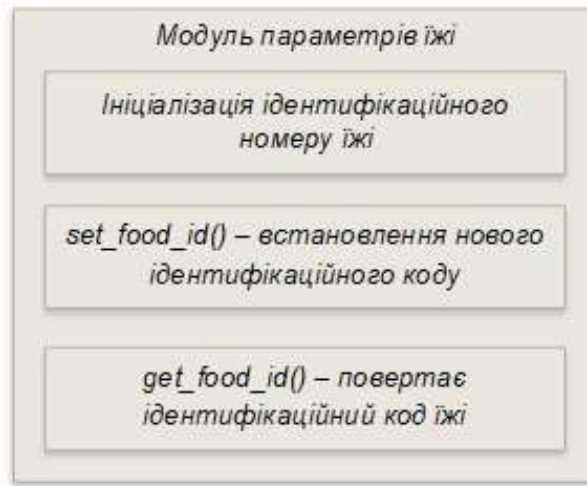 Модуль параметрів їжі
Ініціалізація ідентифікаційного
номеру їжі
set_food_id() – встановлення нового
ідентифікаційного коду
get_food_id() – повертає
ідентифікаційний код їжі